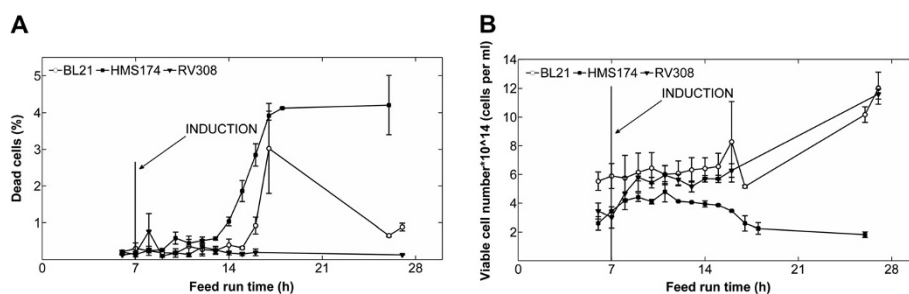 A
BL21 HMS174 RV308
INDUCTION
Dead cells (%)
5
4
3
2
1
0 7 14 21 28
Feed run time (h)
B
BL21 HMS174 RV308
INDUCTION
Viable cell number*10^14 (cells per ml)
14
12
10
8
6
4
2
0 7 14 21 28
Feed run time (h)